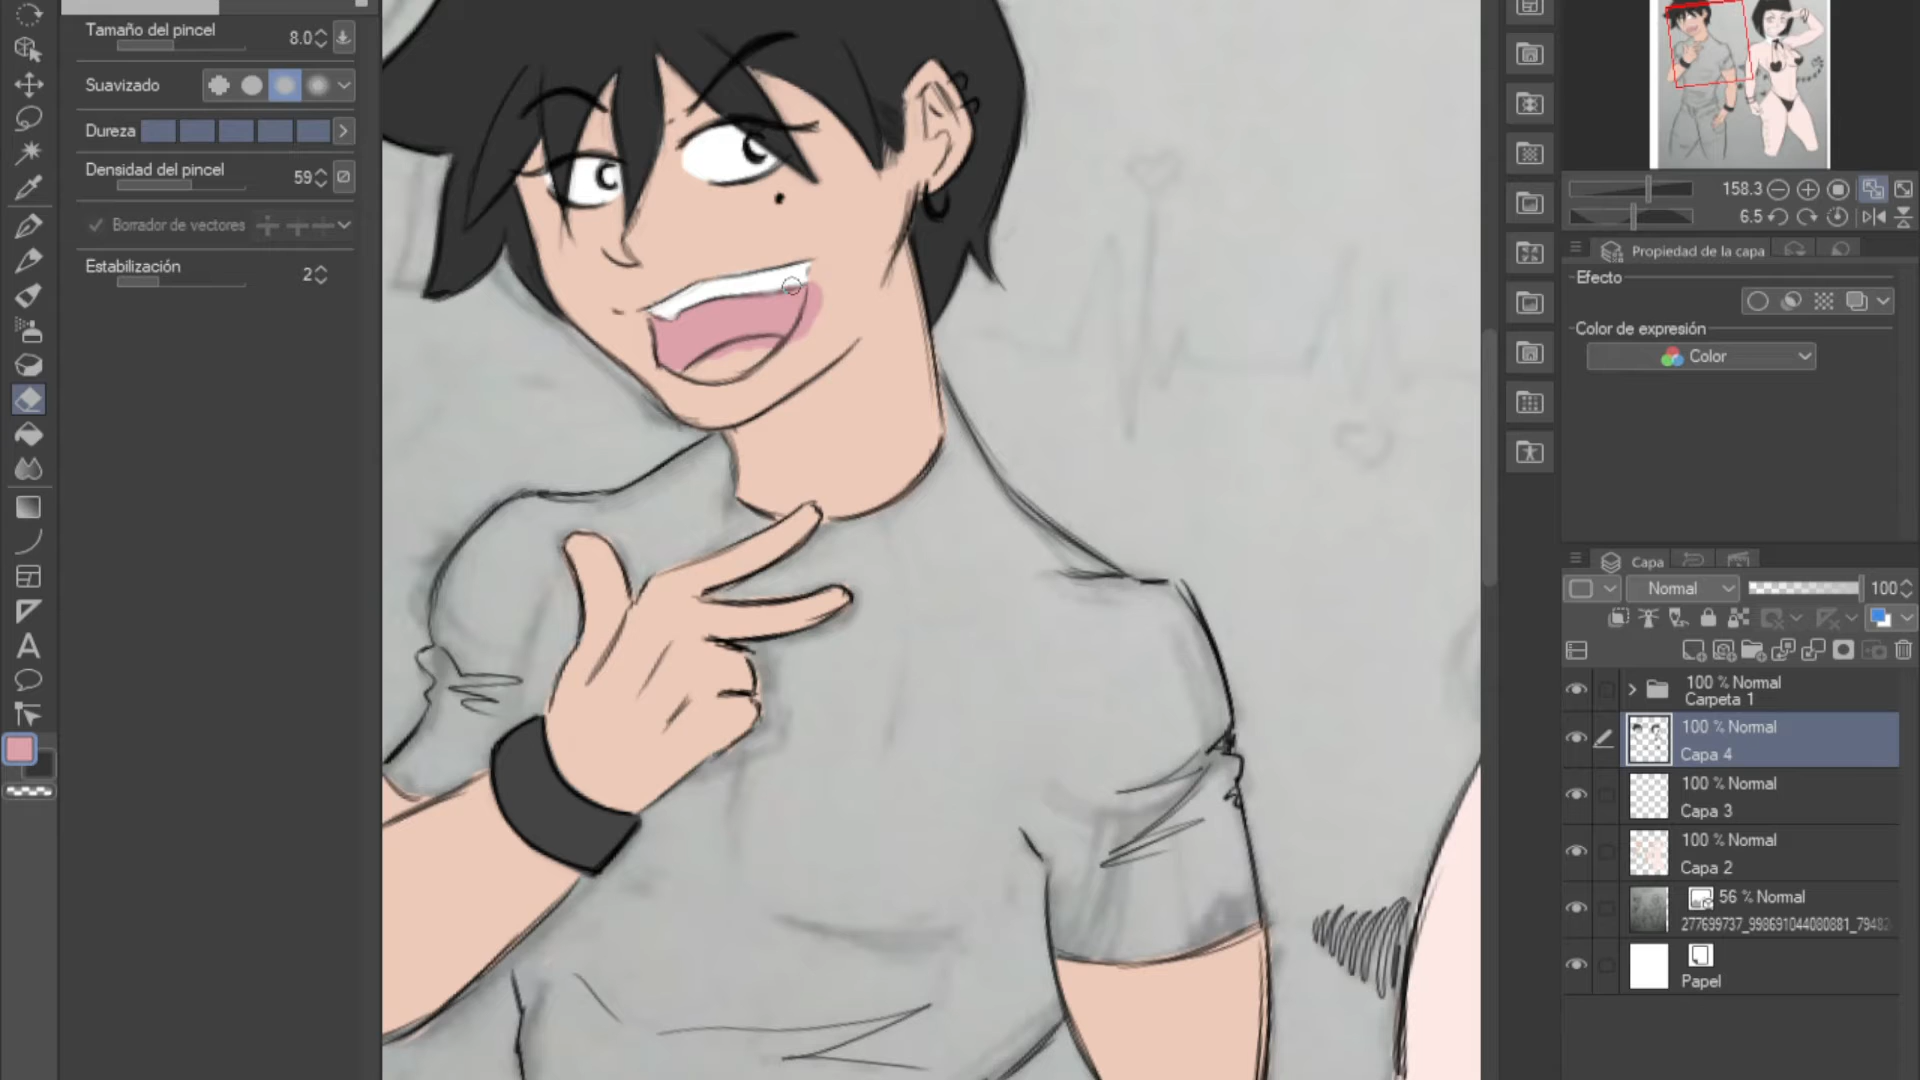 Tamaño del pincel
8.0
Suavizado
Dureza
Densidad del pincel
59
Borrador de vectores
Estabilización
2
A
158.3
6.5
Propiedad de la capa
Efecto
Color de expresión
Color
Capa
Normal
100
100 % Normal
Carpeta 1
100 % Normal
Capa 4
100 % Normal
Capa 3
100 % Normal
Capa 2
56 % Normal
Papel